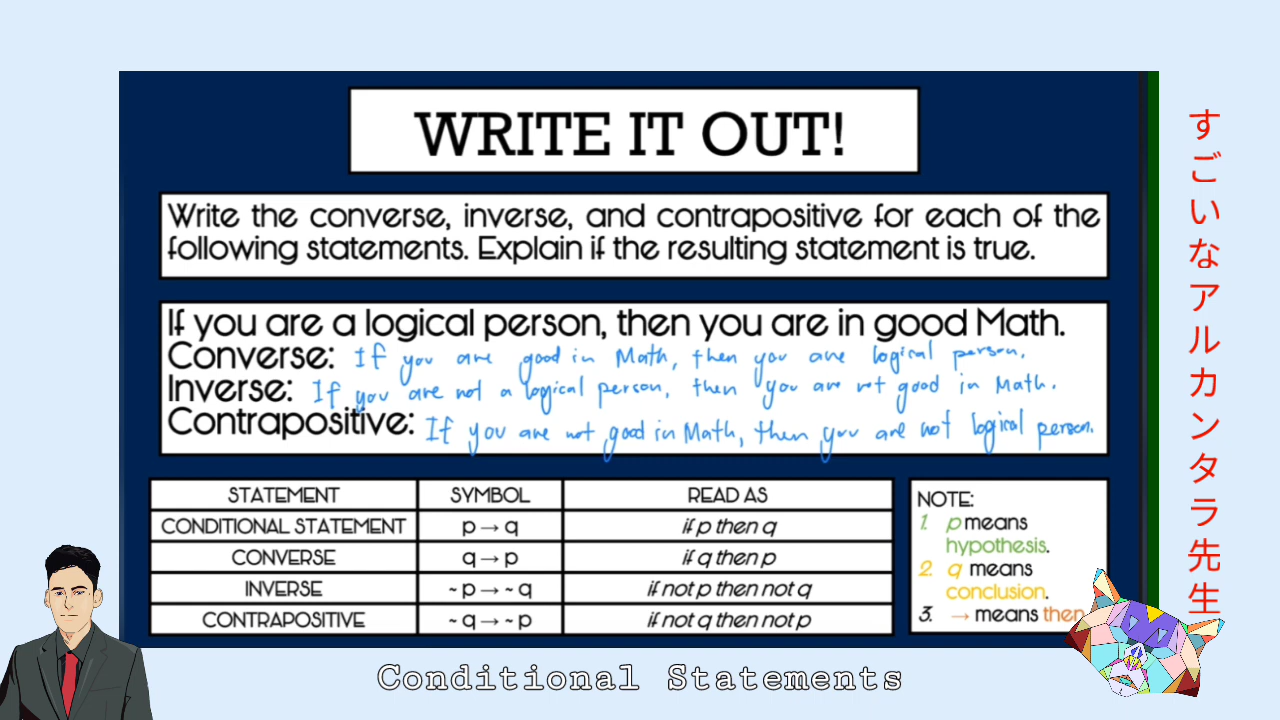 WRITE IT OUT!
Write the converse, inverse, and contrapositive for each of the
following statements. Explain if the resulting statement is true.
If you are a logical person, then you are in good Math.
Converse: If you are good in Math, then you are logical person.
Inverse: If you are not a logical person, then you are not good in Math.
Contrapositive: If you are not good in Math, then you are not logical person.
STATEMENT SYMBOL READ AS
CONDITIONAL STATEMENT p → q if p then q
CONVERSE q → p if q then p
INVERSE ~p → ~q if not p then not q
CONTRAPOSITIVE ~q → ~p if not q then not p
NOTE:
1. p means
hypothesis.
2. q means
conclusion.
3. → means then
すごいなアルカンタラ先生
Conditional Statements